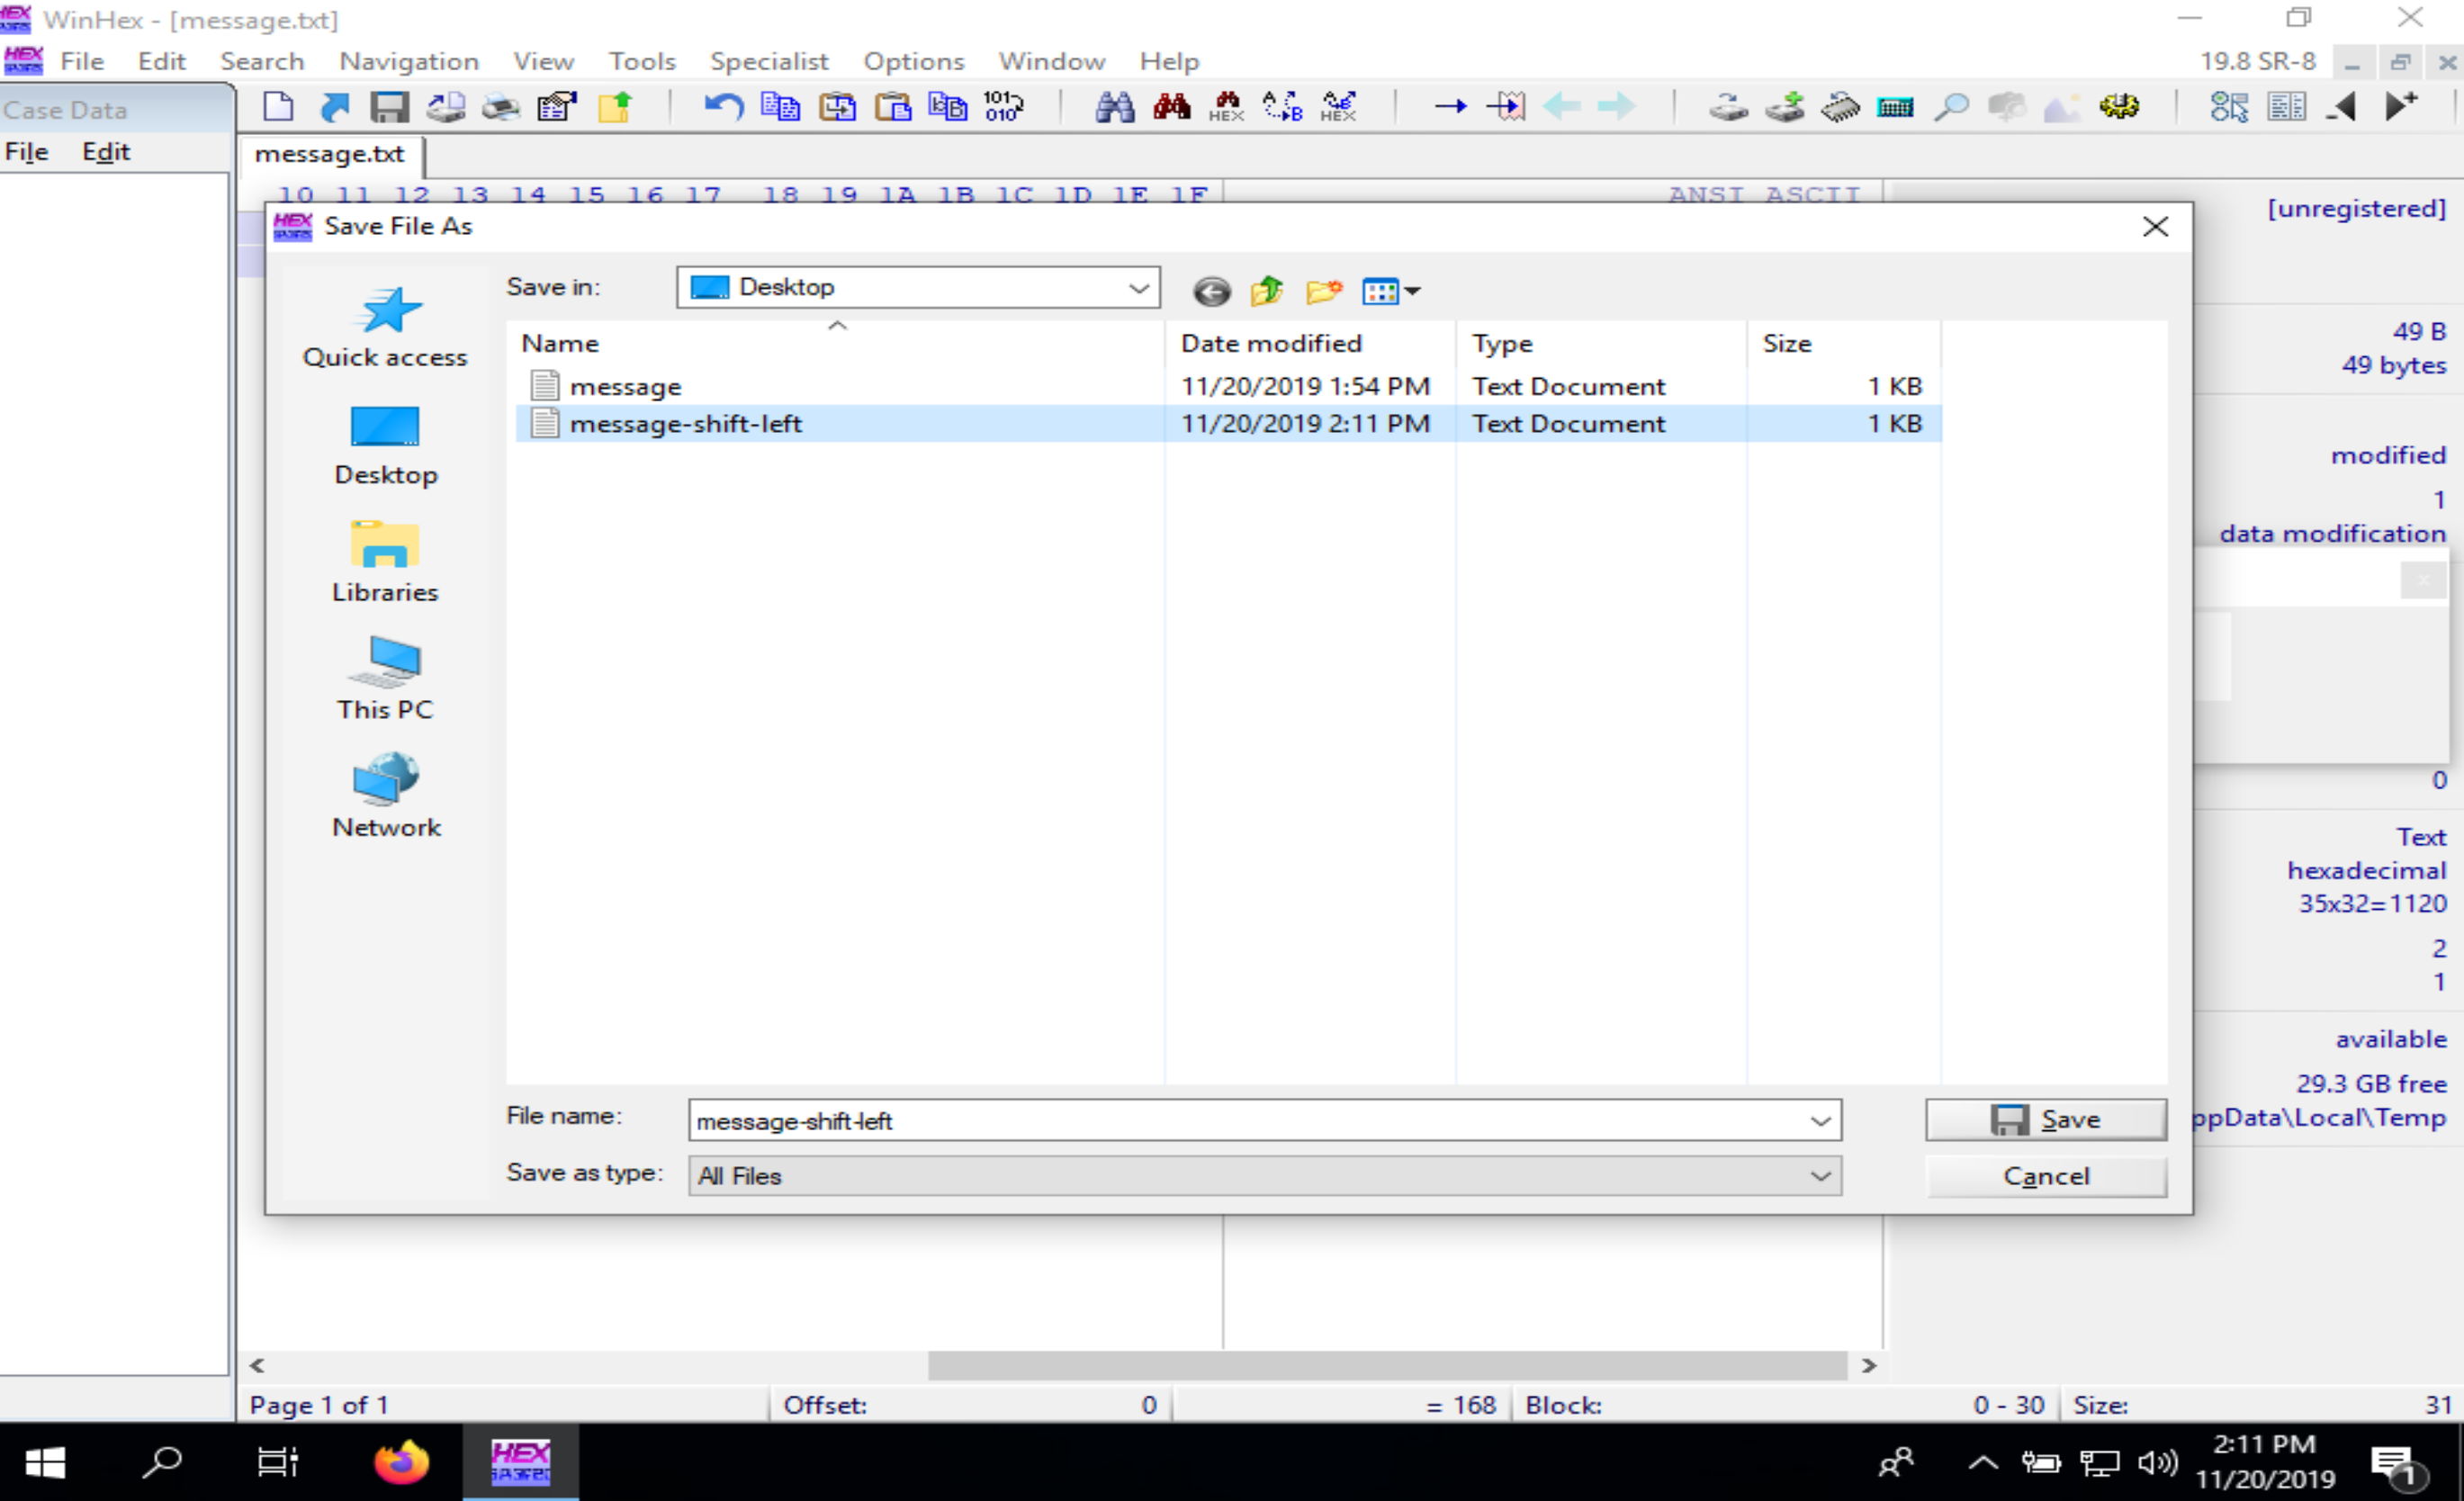 WinHex - [message.txt]
File Edit Search Navigation View Tools Specialist Options Window Help 19.8 SR-8
Case Data
File Edit
message.txt
10 11 12 13 14 15 16 17 18 19 1A 1B 1C 1D 1E 1F ANSI ASCII
[unregistered]
Save File As
Save in: Desktop
Name Date modified Type Size
message 11/20/2019 1:54 PM Text Document 1 KB
message-shift-left 11/20/2019 2:11 PM Text Document 1 KB
Quick access
Desktop
Libraries
This PC
Network
File name: message-shift-left
Save
Save as type: All Files
Cancel
49 B
49 bytes
modified
1
data modification
0
Text
hexadecimal
35x32=1120
2
1
available
29.3 GB free
ppData\Local\Temp
Page 1 of 1 Offset: 0 = 168 Block: 0 - 30 Size: 31
2:11 PM
11/20/2019
1